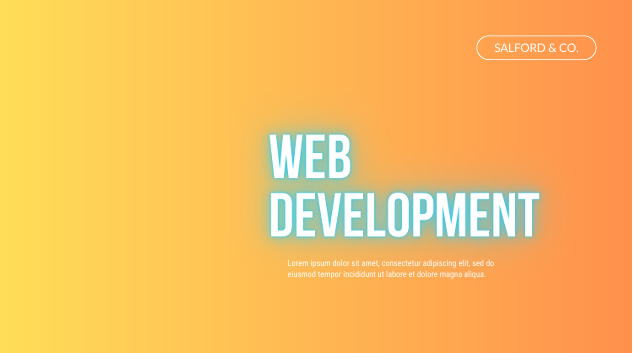 SALFORD & CO.
WEB
DEVELOPMENT
Lorem ipsum dolor sit amet, consectetur adipiscing elit, sed do
eiusmod tempor incididunt ut labore et dolore magna aliqua.